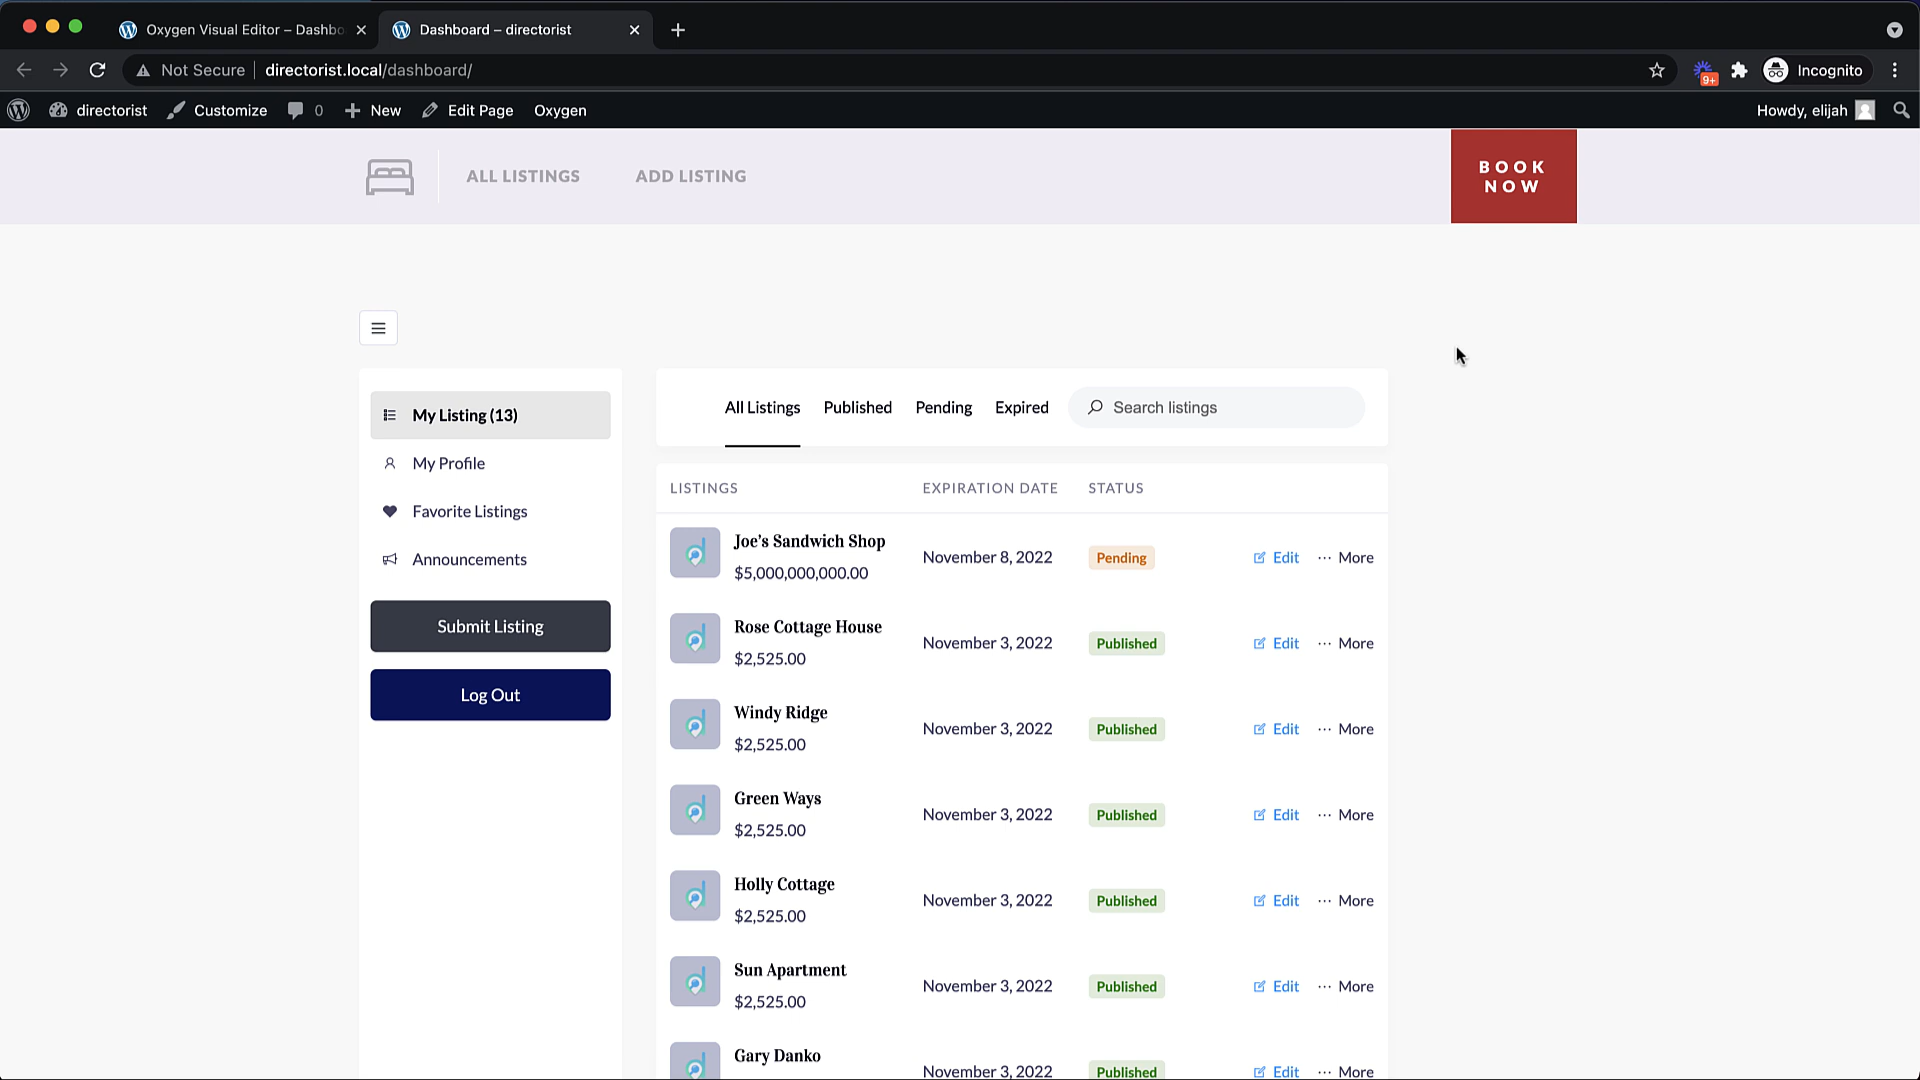 Oxygen Visual Editor – Dashbo
Dashboard – directorist
Not Secure
directorist.local/dashboard/
9+
Incognito
directorist
Customize
0
New
Edit Page
Oxygen
Howdy, elijah
ALL LISTINGS
ADD LISTING
BOOK
NOW
My Listing (13)
My Profile
Favorite Listings
Announcements
Submit Listing
Log Out
All Listings
Published
Pending
Expired
Search listings
LISTINGS
EXPIRATION DATE
STATUS
Joe's Sandwich Shop
$5,000,000,000.00
November 8, 2022
Pending
Edit
More
Rose Cottage House
$2,525.00
November 3, 2022
Published
Edit
More
Windy Ridge
$2,525.00
November 3, 2022
Published
Edit
More
Green Ways
$2,525.00
November 3, 2022
Published
Edit
More
Holly Cottage
$2,525.00
November 3, 2022
Published
Edit
More
Sun Apartment
$2,525.00
November 3, 2022
Published
Edit
More
Gary Danko
November 3, 2022
Published
Edit
More